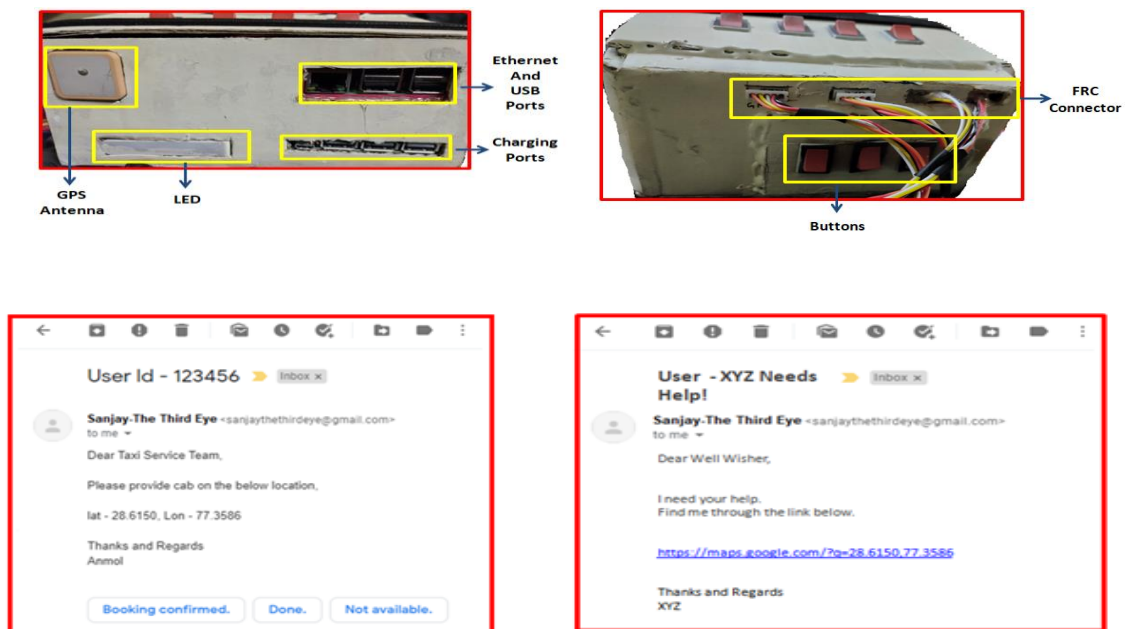 Ethernet
And
USB
Ports
Charging
Ports
GPS
Antenna
LED
FRC
Connector
Buttons
User Id - 123456
Inbox x
Sanjay-The Third Eye <sanjaythethirdeye@gmail.com>
to me
Dear Taxi Service Team,
Please provide cab on the below location,
lat - 28.6150, Lon - 77.3586
Thanks and Regards
Anmol
Booking confirmed. Done. Not available.
User - XYZ Needs
Help!
Inbox x
Sanjay-The Third Eye <sanjaythethirdeye@gmail.com>
to me
Dear Well Wisher,
I need your help.
Find me through the link below.
https://maps.google.com/?q=28.6150,77.3586
Thanks and Regards
XYZ